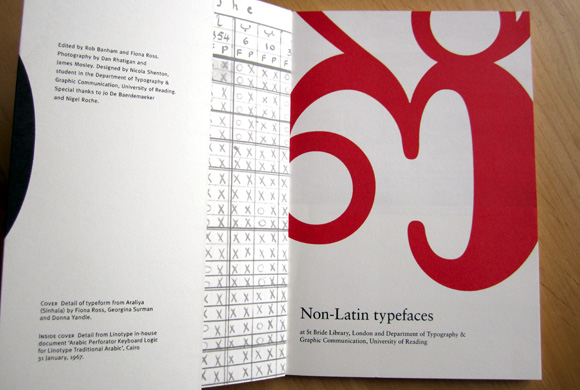 Edited by Rob Banham and Fiona Ross.
Photography by Dan Rhatigan and
James Mosley. Designed by Nicola Shenton,
student in the Department of Typography &
Graphic Communication, University of Reading.
Special thanks to Jo De Baerdemaeker
and Nigel Roche.
COVER Detail of typeform from Araliya
(Sinhala) by Fiona Ross, Georgina Surman
and Donna Yandle.
INSIDE COVER Detail from Linotype in-house
document 'Arabic Perforator Keyboard Logic
for Linotype Traditional Arabic', Cairo
31 January, 1967.
she
354 6 10
F P F P F P
Non-Latin typefaces
at St Bride Library, London and Department of Typography &
Graphic Communication, University of Reading